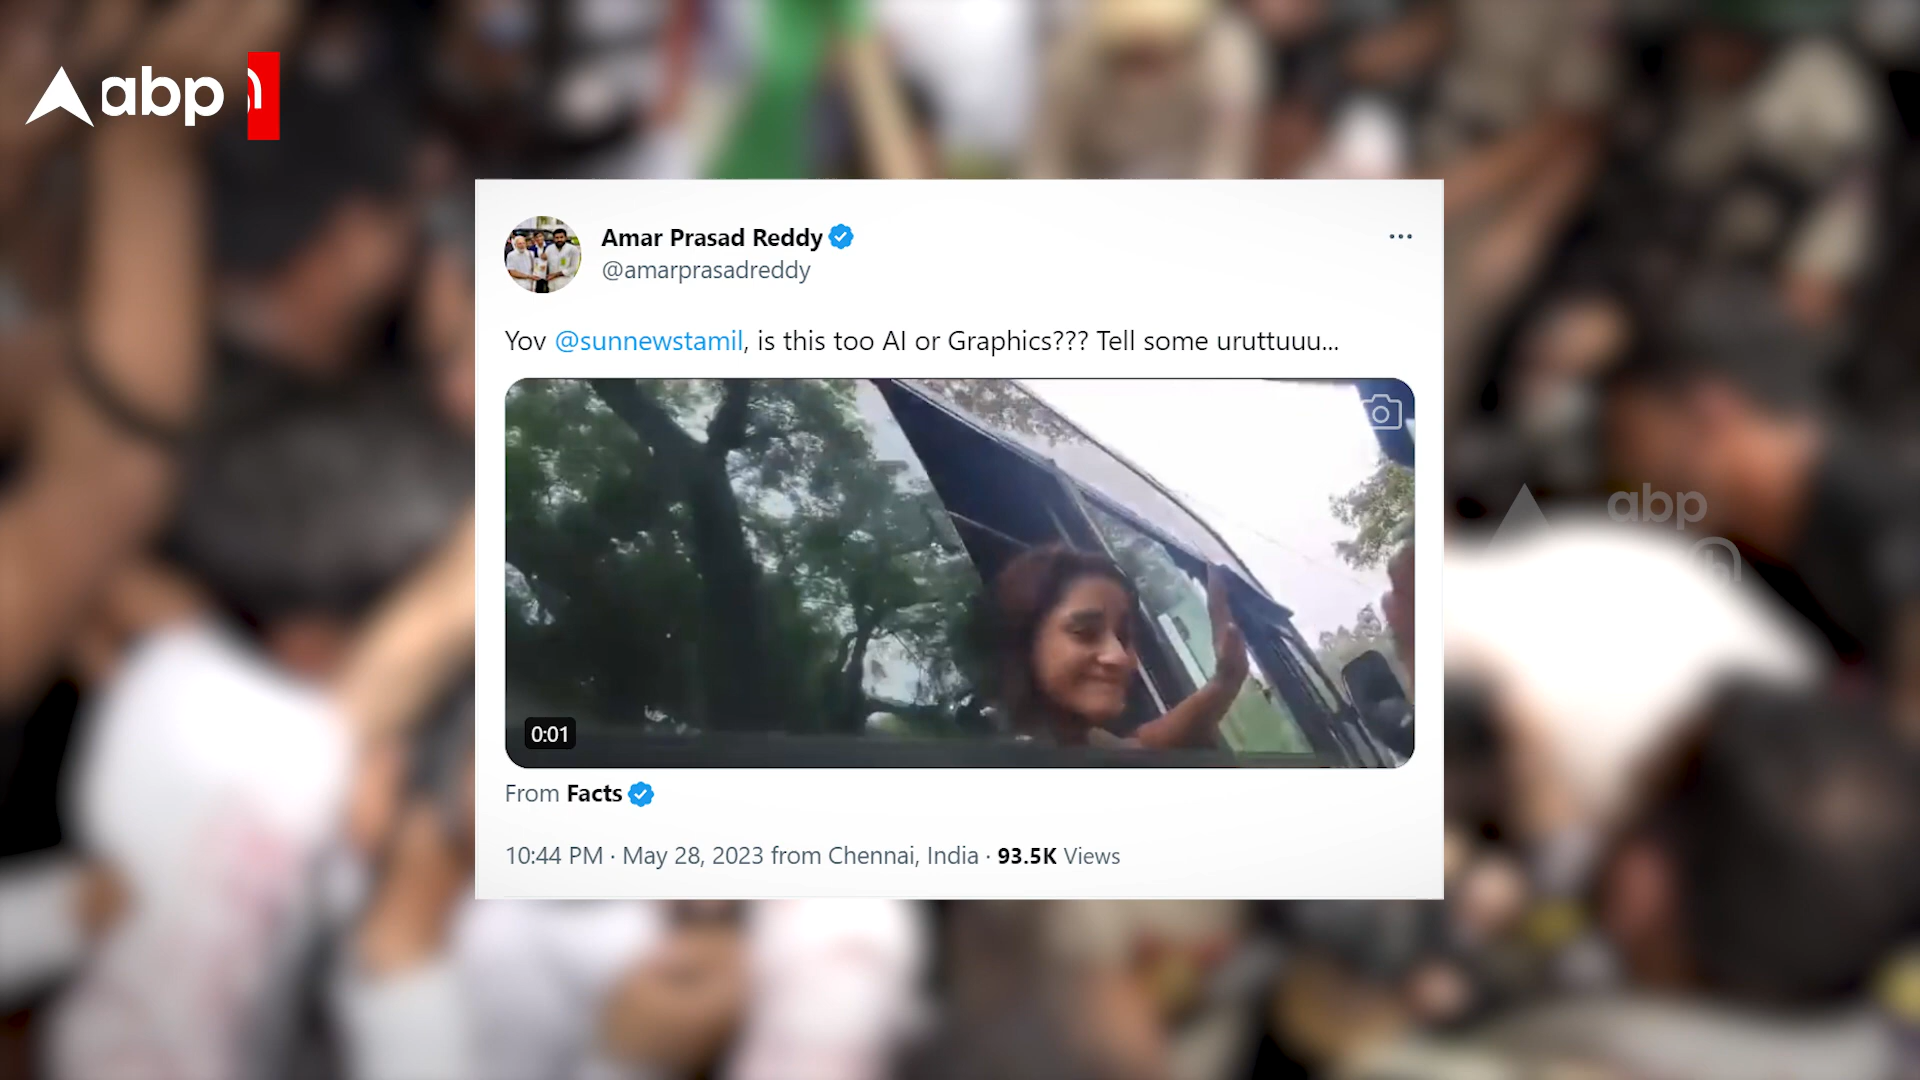 abp
Amar Prasad Reddy
@amarprasadreddy
Yov @sunnewstamil, is this too AI or Graphics??? Tell some uruttuuu...
0:01
From Facts
10:44 PM · May 28, 2023 from Chennai, India · 93.5K Views
abp